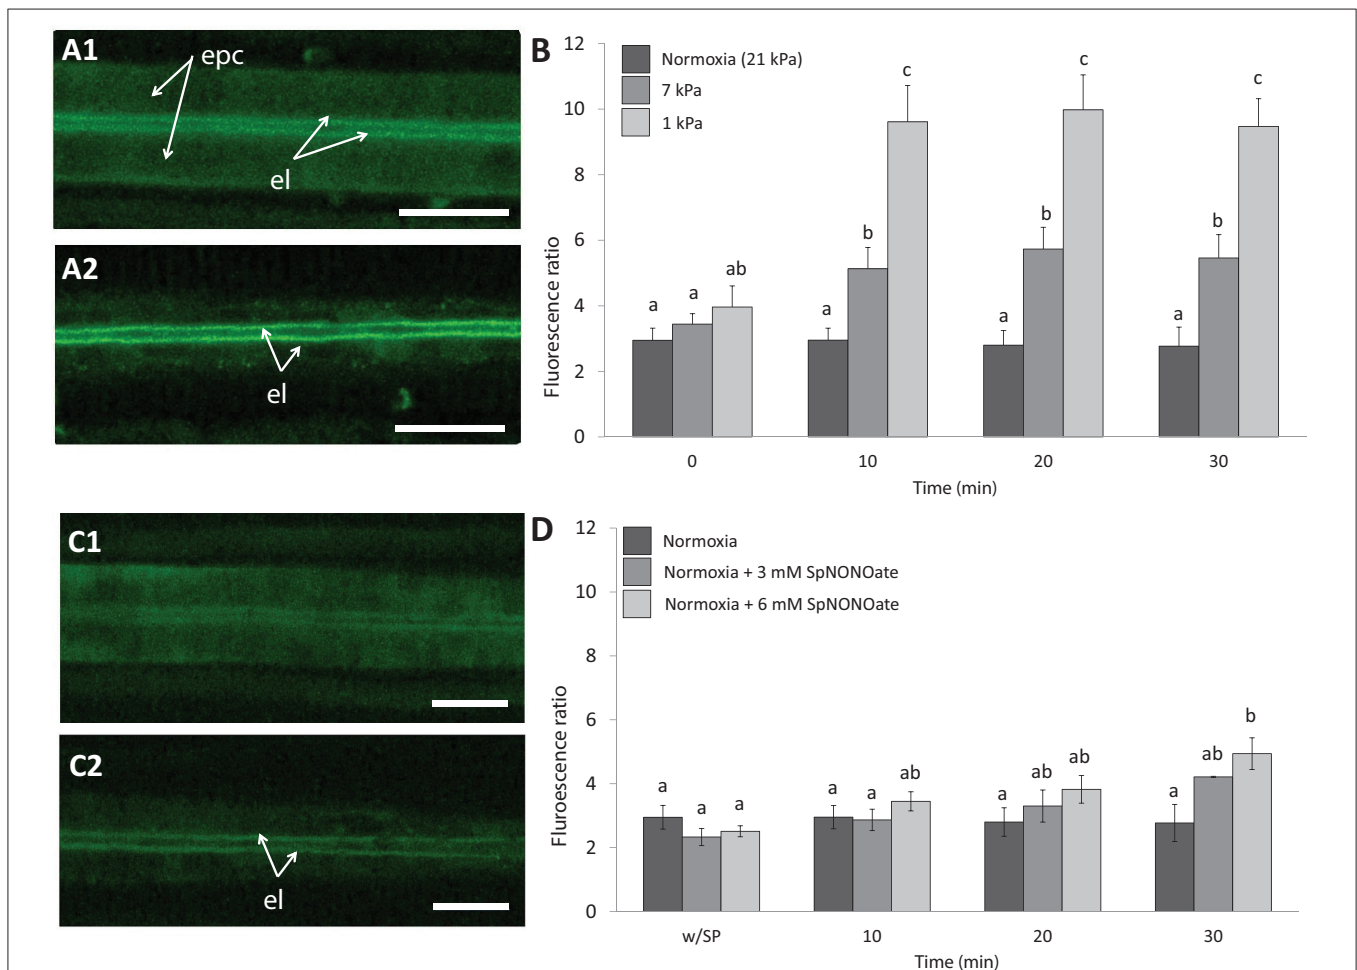 A1
epc
el
A2
el
B
Normoxia (21 kPa)
7 kPa
1 kPa
Fluorescence ratio
12
10
8
6
4
2
0
a
a
ab
a
b
c
a
b
c
a
b
c
0
10
20
30
Time (min)
C1
C2
el
D
Normoxia
Normoxia + 3 mM SpNONOate
Normoxia + 6 mM SpNONOate
Fluroescence ratio
12
10
8
6
4
2
0
a
a
a
a
a
ab
a
ab
ab
a
ab
b
w/SP
10
20
30
Time (min)